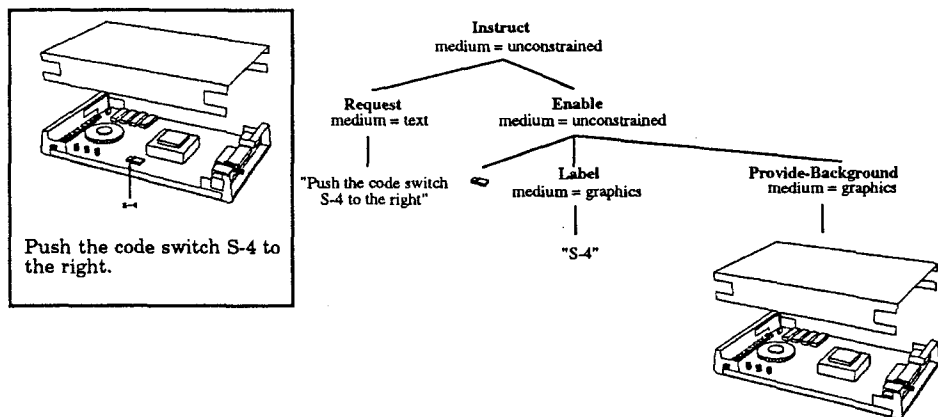 S-4
Push the code switch S-4 to
the right.
Instruct
medium = unconstrained
Request
medium = text
"Push the code switch
S-4 to the right"
Enable
medium = unconstrained
Label
medium = graphics
"S-4"
Provide-Background
medium = graphics